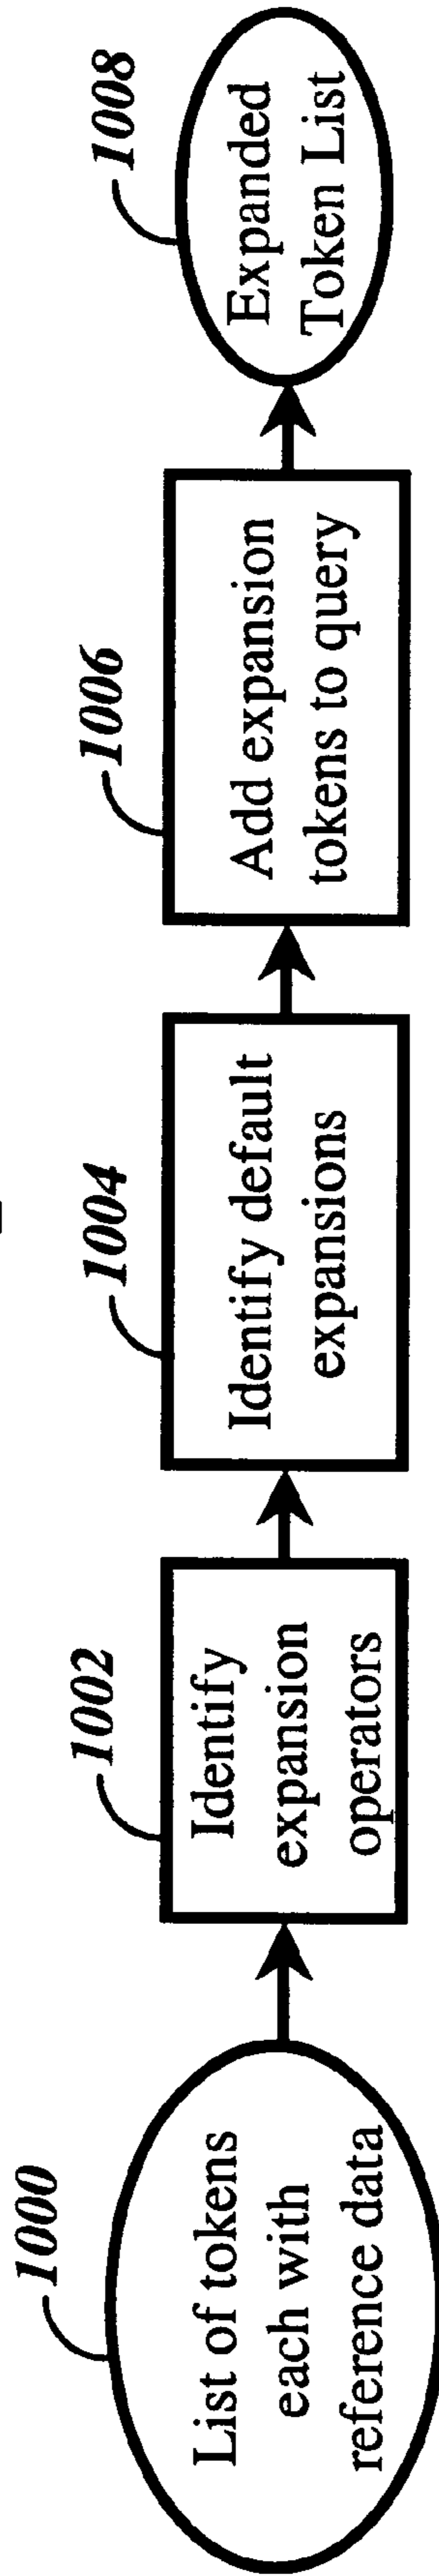 1000
List of tokens
each with
reference data
1002
Identify
expansion
operators
1004
Identify default
expansions
1006
Add expansion
tokens to query
1008
Expanded
Token List